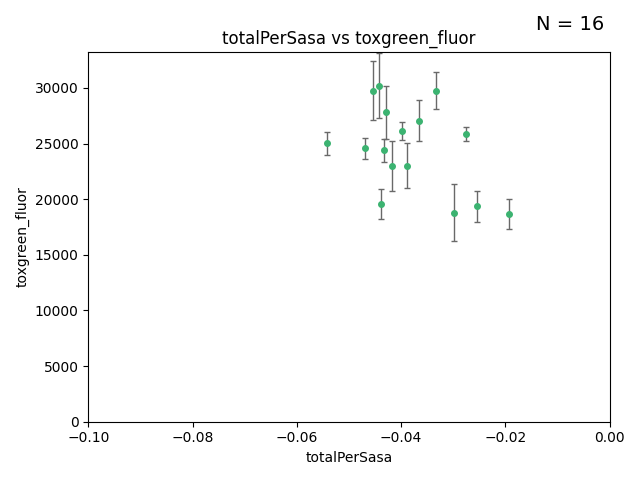 N = 16
totalPerSasa vs toxgreen_fluor
30000
25000
20000
15000
10000
5000
0
toxgreen_fluor
−0.10 −0.08 −0.06 −0.04 −0.02 0.00
totalPerSasa